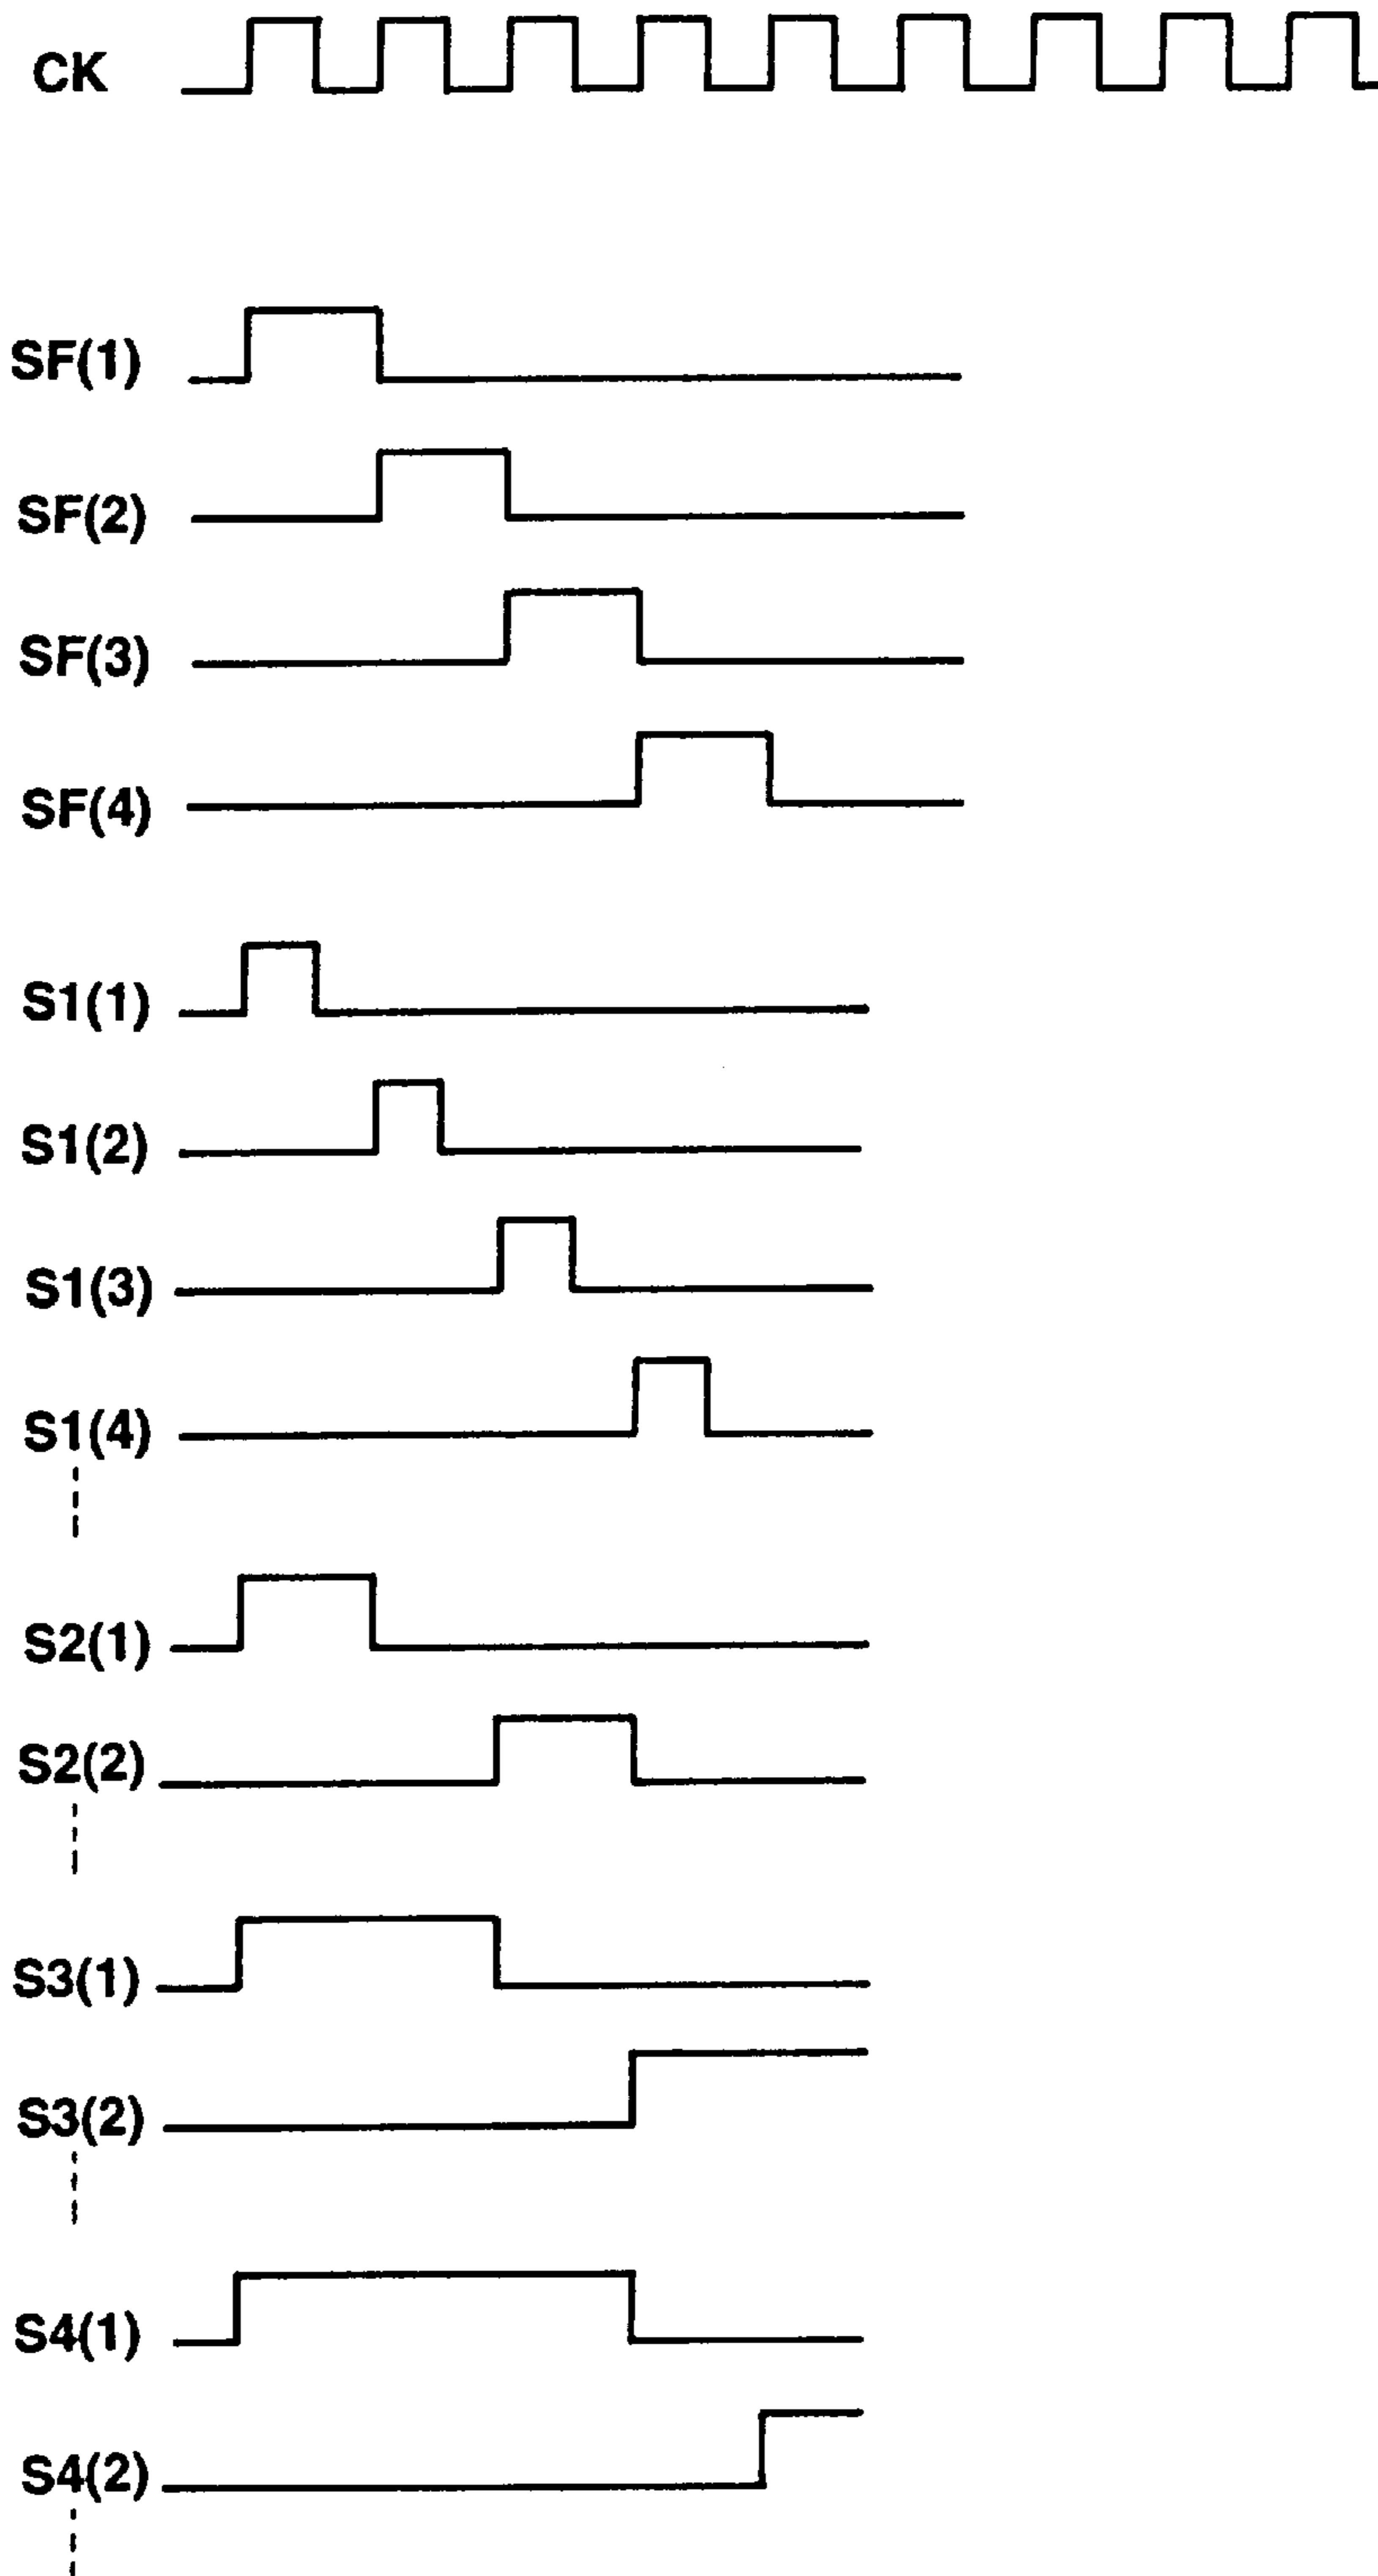 CK
SF(1)
SF(2)
SF(3)
SF(4)
S1(1)
S1(2)
S1(3)
S1(4)
S2(1)
S2(2)
S3(1)
S3(2)
S4(1)
S4(2)